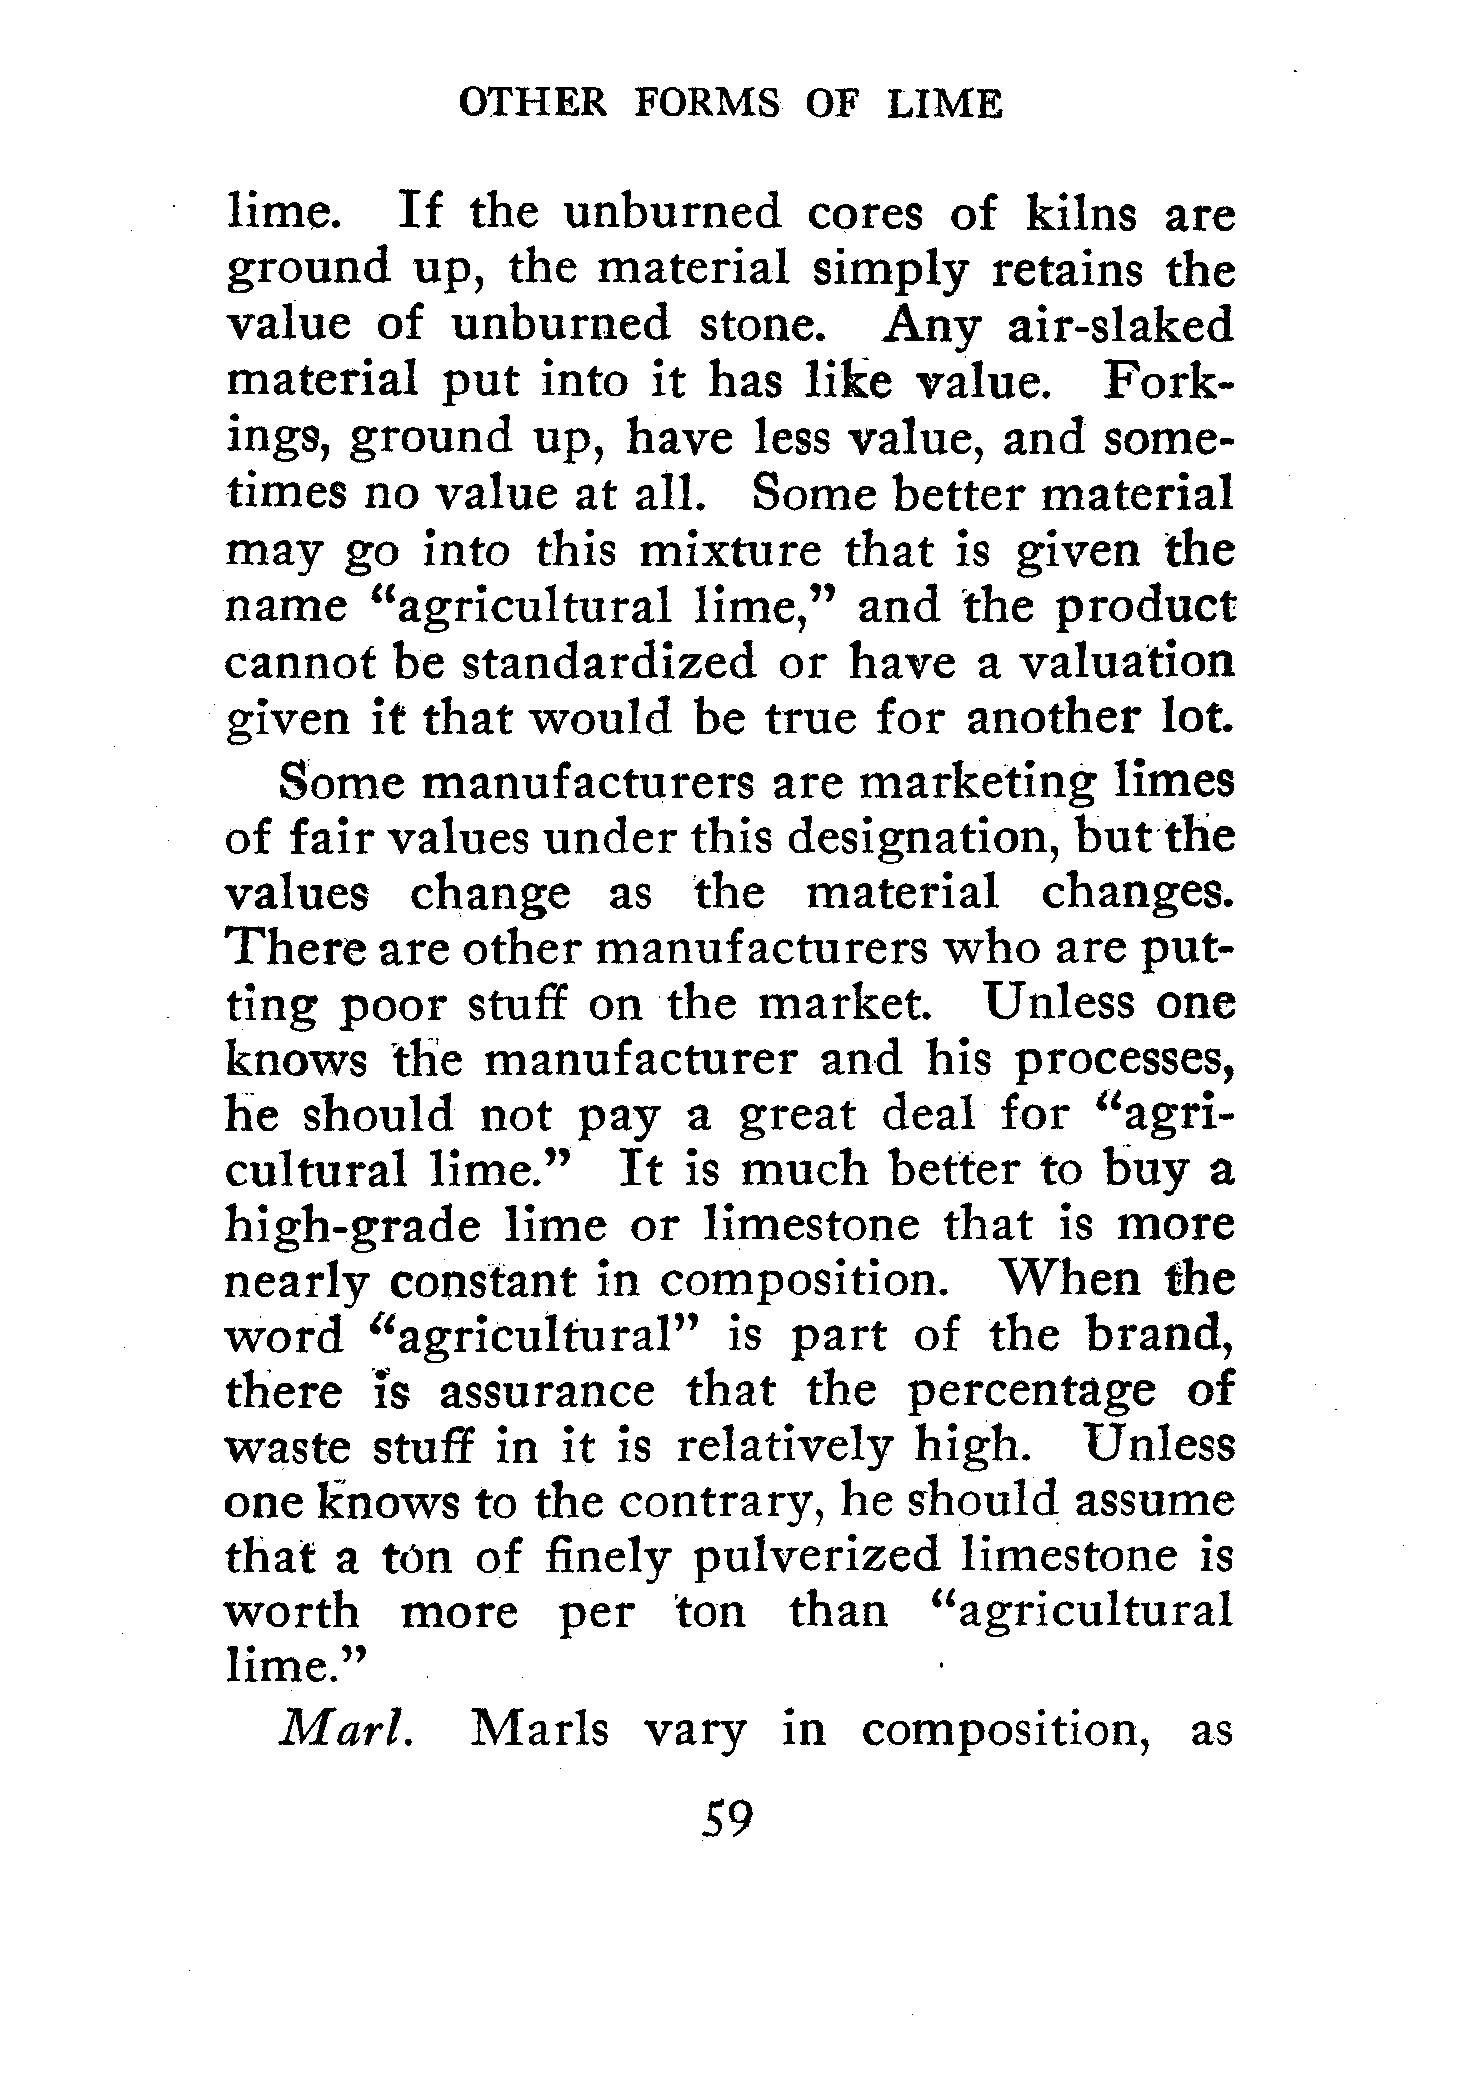 OTHER FORMS OF LIME
lime. If the unburned cores of kilns are
ground up, the material simply retains the
value of unburned stone. Any air-slaked
material put into it has like value. Fork-
ings, ground up, have less value, and some-
times no value at all. Some better material
may go into this mixture that is given the
name “agricultural lime,” and the product
cannot be standardized or have a valuation
given it that would be true for another lot.
Some manufacturers are marketing limes
of fair values under this designation, but the
values change as the material changes.
There are other manufacturers who are put-
ting poor stuff on the market. Unless one
knows the manufacturer and his processes,
he should not pay a great deal for “agri-
cultural lime.” It is much better to buy a
high-grade lime or limestone that is more
nearly constant in composition. When the
word “agricultural” is part of the brand,
there is assurance that the percentage of
waste stuff in it is relatively high. Unless
one knows to the contrary, he should assume
that a ton of finely pulverized limestone is
worth more per ton than “agricultural
lime.”
Marl. Marls vary in composition, as
59